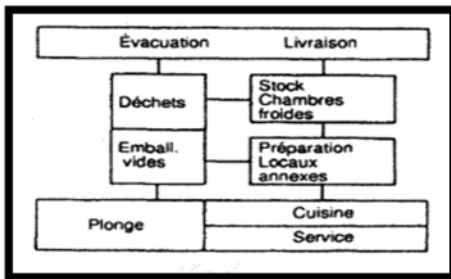 Évacuation Livraison
Déchets
Stock
Chambres
froides
Emball.
vides
Préparation
Locaux
annexes
Plonge
Cuisine
Service